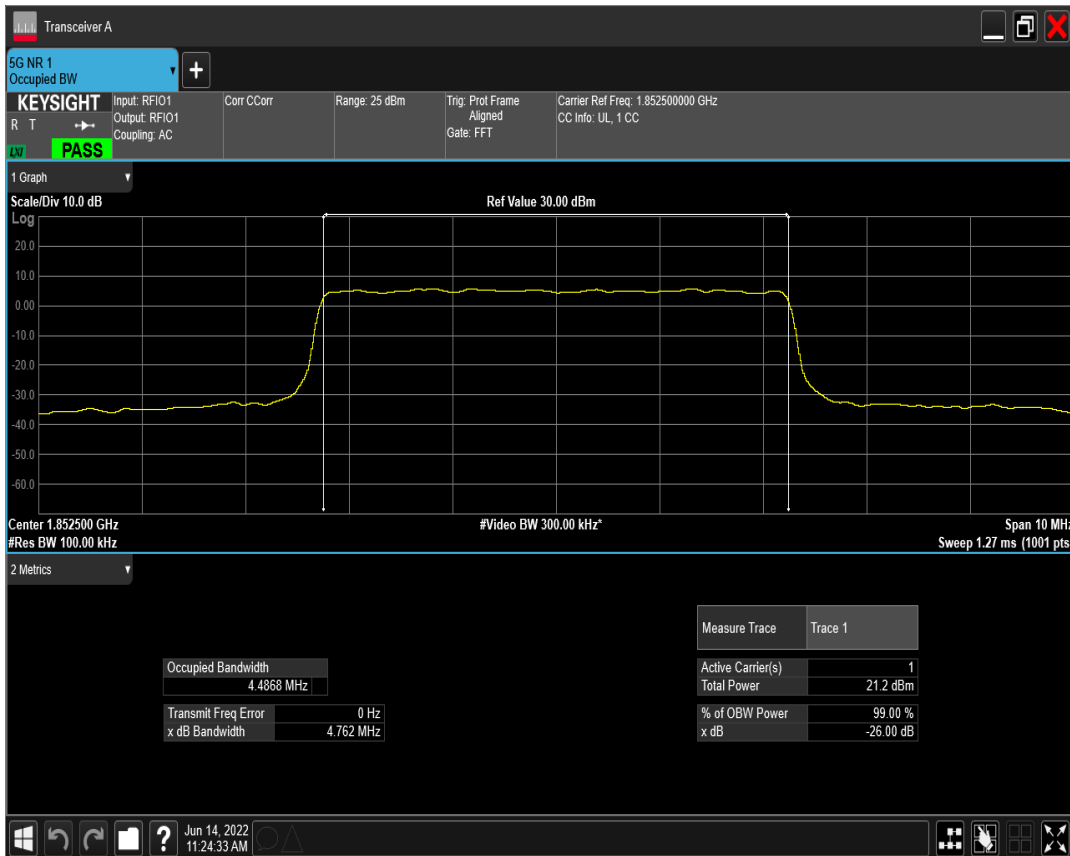 Transceiver A
5G NR 1
Occupied BW
+
KEYSIGHT
R T
LXI
PASS
Input: RFIO1
Output: RFIO1
Coupling: AC
Corr CCorr
Range: 25 dBm
Trig: Prot Frame
Aligned
Gate: FFT
Carrier Ref Freq: 1.852500000 GHz
CC Info: UL, 1 CC
1 Graph
Scale/Div 10.0 dB
Ref Value 30.00 dBm
Log
20.0
10.0
0.00
-10.0
-20.0
-30.0
-40.0
-50.0
-60.0
Center 1.852500 GHz
#Video BW 300.00 kHz*
Span 10 MHz
#Res BW 100.00 kHz
Sweep 1.27 ms (1001 pts
2 Metrics
Measure Trace Trace 1
Occupied Bandwidth
4.4868 MHz
Active Carrier(s) 1
Total Power 21.2 dBm
Transmit Freq Error 0 Hz
x dB Bandwidth 4.762 MHz
% of OBW Power 99.00 %
x dB -26.00 dB
?
Jun 14, 2022
11:24:33 AM